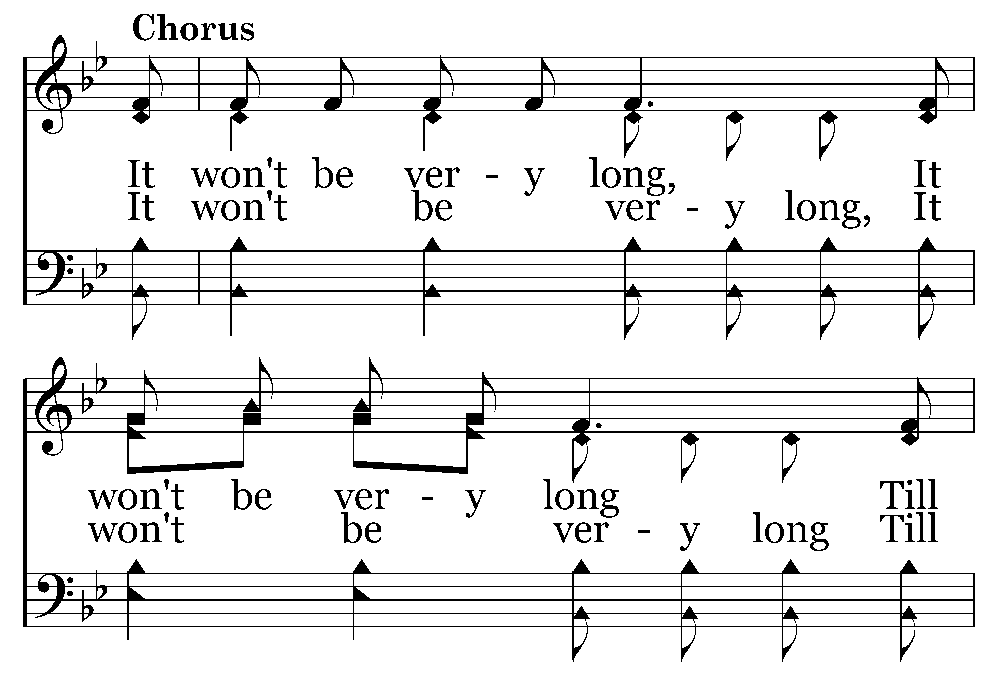 Chorus
It won't be ver - y long, It
It won't be ver - y long, It
won't be ver - y long Till
won't be ver - y long Till